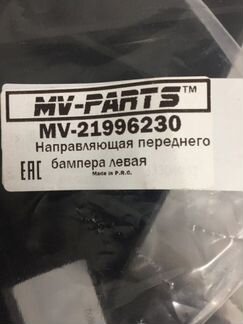 MV-PARTS™
MV-21996230
Направляющая переднего
бампера левая
EAC
Made in P.R.C.